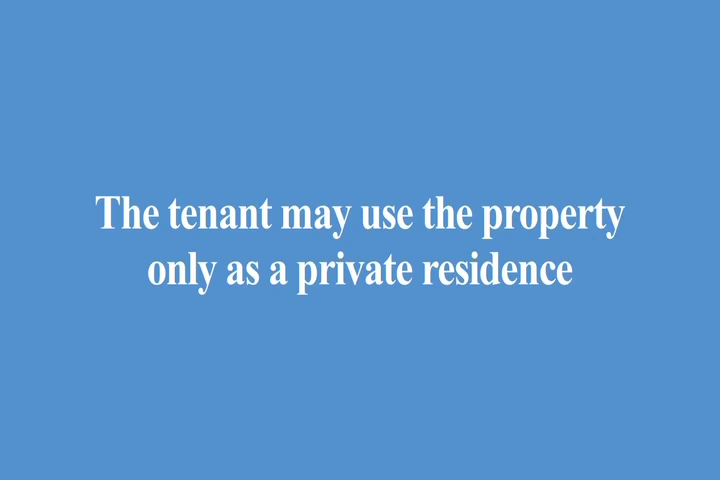 The tenant may use the property
only as a private residence